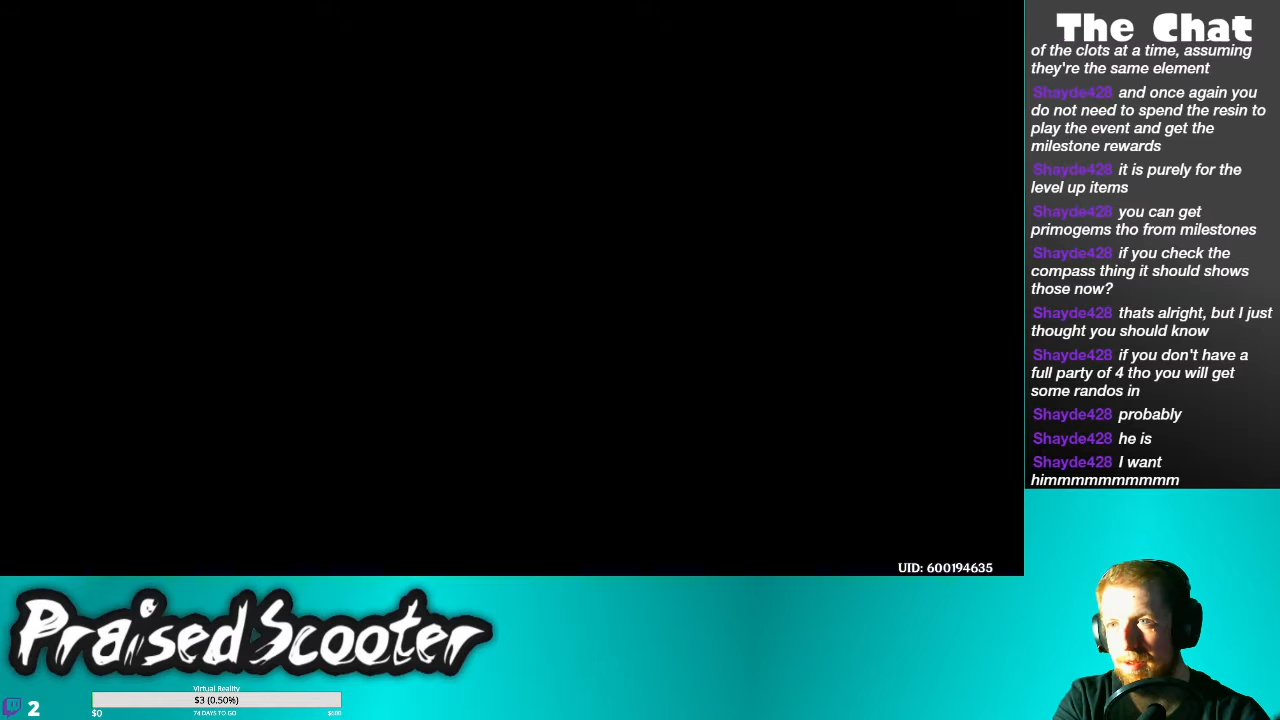 The Chat
of the clots at a time, assuming
they're the same element
Shayde428 and once again you
do not need to spend the resin to
play the event and get the
milestone rewards
Shayde428 it is purely for the
level up items
Shayde428 you can get
primogems tho from milestones
Shayde428 if you check the
compass thing it should shows
those now?
Shayde428 thats alright, but I just
thought you should know
Shayde428 if you don't have a
full party of 4 tho you will get
some randos in
Shayde428 probably
Shayde428 he is
Shayde428 I want
himmmmmmmmmm
UID: 600194635
PraisedScooter
Virtual Reality
$3 (0.50%)
2
$0
74 DAYS TO GO